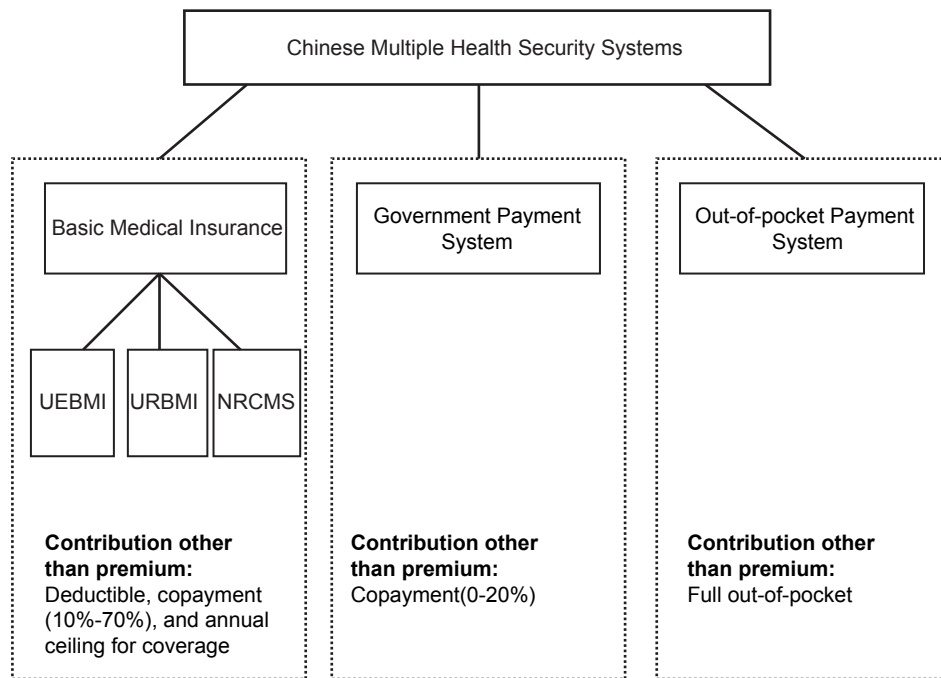 Chinese Multiple Health Security Systems
Basic Medical Insurance
UEBMI
URBMI
NRCMS
Contribution other
than premium:
Deductible, copayment
(10%-70%), and annual
ceiling for coverage
Government Payment
System
Contribution other
than premium:
Copayment(0-20%)
Out-of-pocket Payment
System
Contribution other
than premium:
Full out-of-pocket